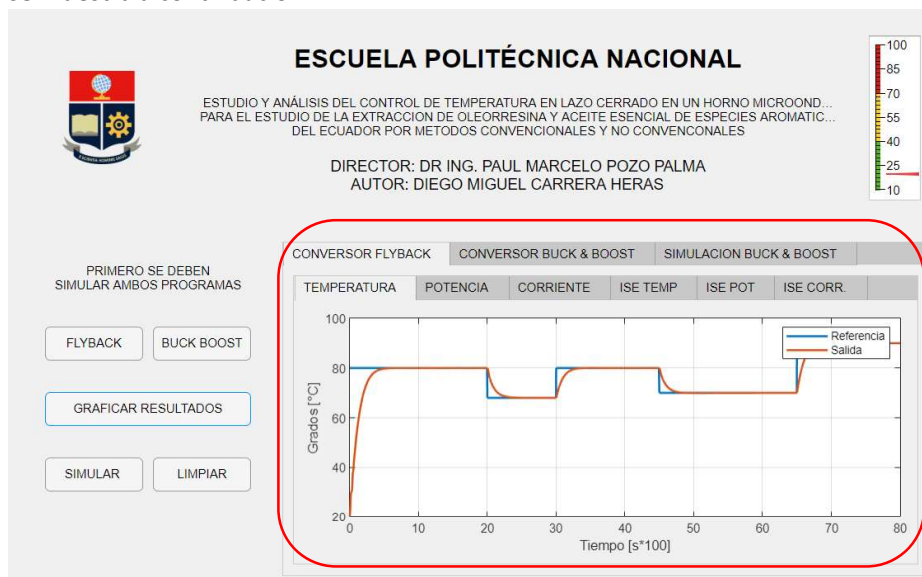 ESCUELA POLITÉCNICA NACIONAL
ESTUDIO Y ANÁLISIS DEL CONTROL DE TEMPERATURA EN LAZO CERRADO EN UN HORNO MICROOND...
PARA EL ESTUDIO DE LA EXTRACCION DE OLEORRESINA Y ACEITE ESENCIAL DE ESPECIES AROMATIC...
DEL ECUADOR POR METODOS CONVENCIONALES Y NO CONVENCONALES
DIRECTOR: DR ING. PAUL MARCELO POZO PALMA
AUTOR: DIEGO MIGUEL CARRERA HERAS
100
85
70
55
40
25
10
PRIMERO SE DEBEN
SIMULAR AMBOS PROGRAMAS
FLYBACK
BUCK BOOST
GRAFICAR RESULTADOS
SIMULAR
LIMPIAR
CONVERSOR FLYBACK
CONVERSOR BUCK & BOOST
SIMULACION BUCK & BOOST
TEMPERATURA
POTENCIA
CORRIENTE
ISE TEMP
ISE POT
ISE CORR.
Referencia
Salida
Grados [°C]
100
80
60
40
20
0
10
20
30
40
50
60
70
80
Tiempo [s*100]